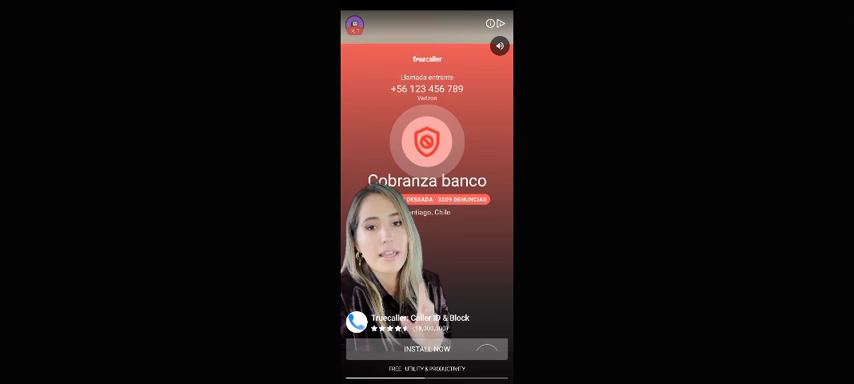 truecaller
Llamada entrante
+56 123 456 789
Verizon
Cobranza banco
DESEADA - 3509 DENUNCIAS
ntiago, Chile
Truecaller: Caller ID & Block
INSTALL NOW
FREE · UTILITY & PRODUCTIVITY